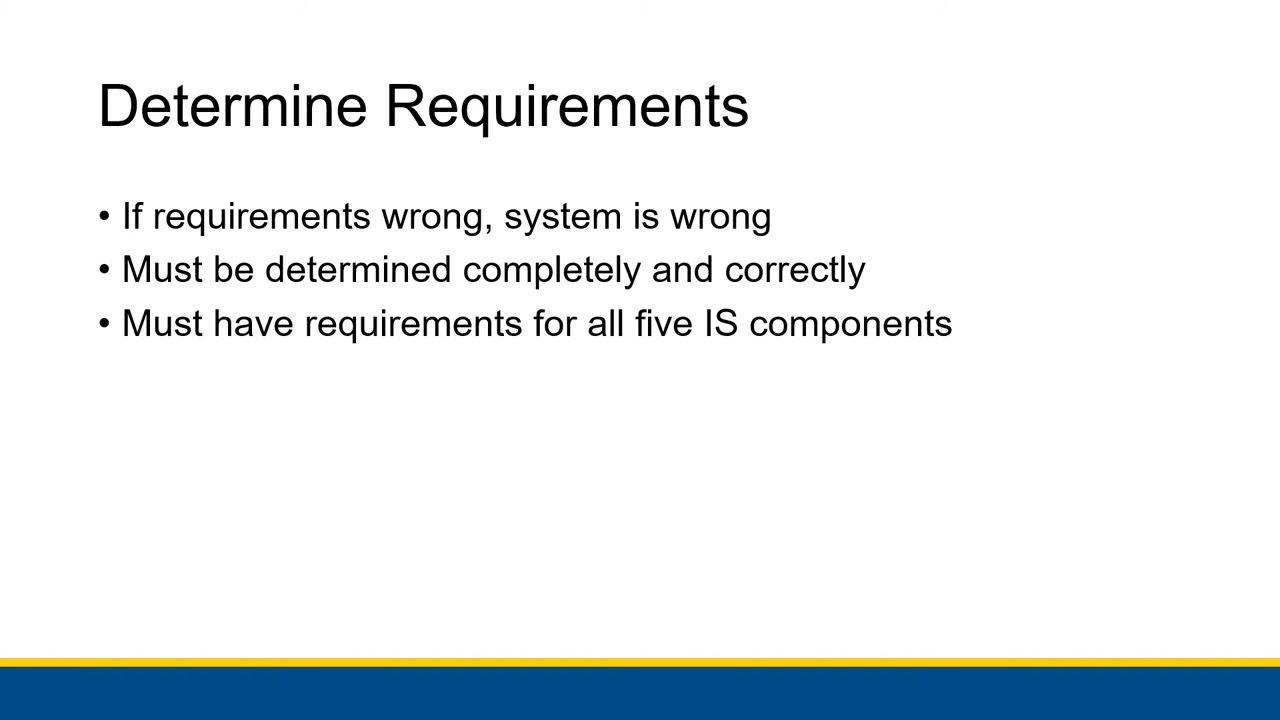 Determine Requirements
• If requirements wrong, system is wrong
• Must be determined completely and correctly
• Must have requirements for all five IS components